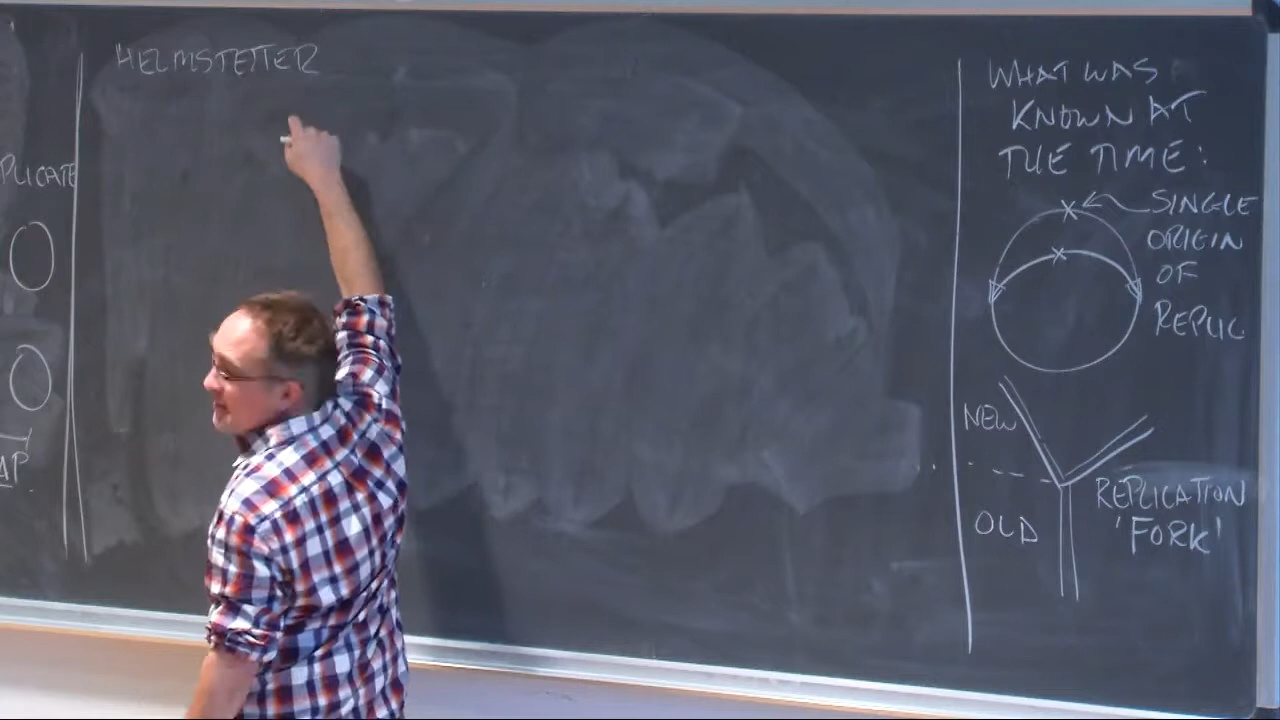 PLICATE
AP.
HELMSTETTER
WHAT WAS
KNOWN AT
THE TIME:
SINGLE
ORIGIN
OF
REPLIC
NEW
OLD
REPLICATION
'FORK'